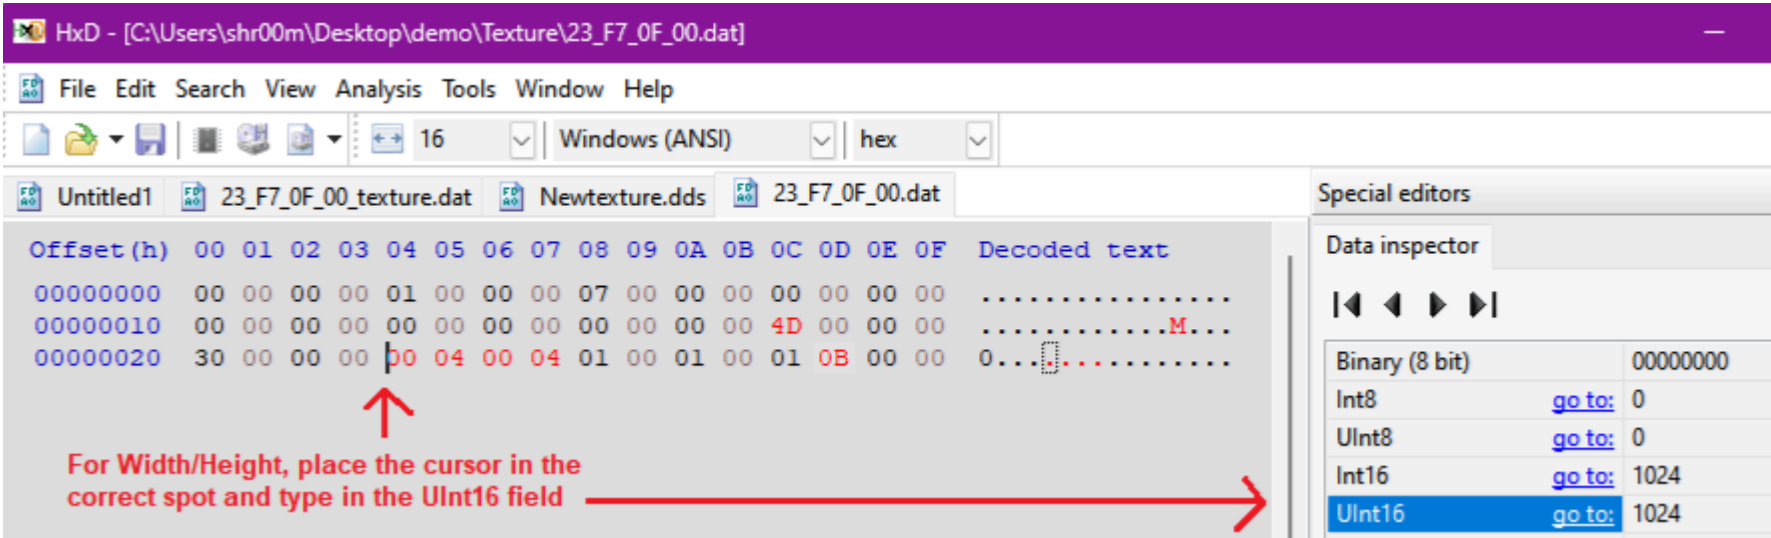 HxD - [C:\Users\shr00m\Desktop\demo\Texture\23_F7_0F_00.dat]
File Edit Search View Analysis Tools Window Help
16 Windows (ANSI) hex
Untitled1 23_F7_0F_00_texture.dat Newtexture.dds 23_F7_0F_00.dat
Special editors
Offset(h) 00 01 02 03 04 05 06 07 08 09 0A 0B 0C 0D 0E 0F Decoded text
00000000 00 00 00 00 01 00 00 00 07 00 00 00 00 00 00 00 ................
00000010 00 00 00 00 00 00 00 00 00 00 00 00 4D 00 00 00 ............M...
00000020 30 00 00 00 00 04 00 04 01 00 01 00 01 0B 00 00 0...............
For Width/Height, place the cursor in the
correct spot and type in the UInt16 field
Data inspector
Binary (8 bit) 00000000
Int8 go to: 0
UInt8 go to: 0
Int16 go to: 1024
UInt16 go to: 1024